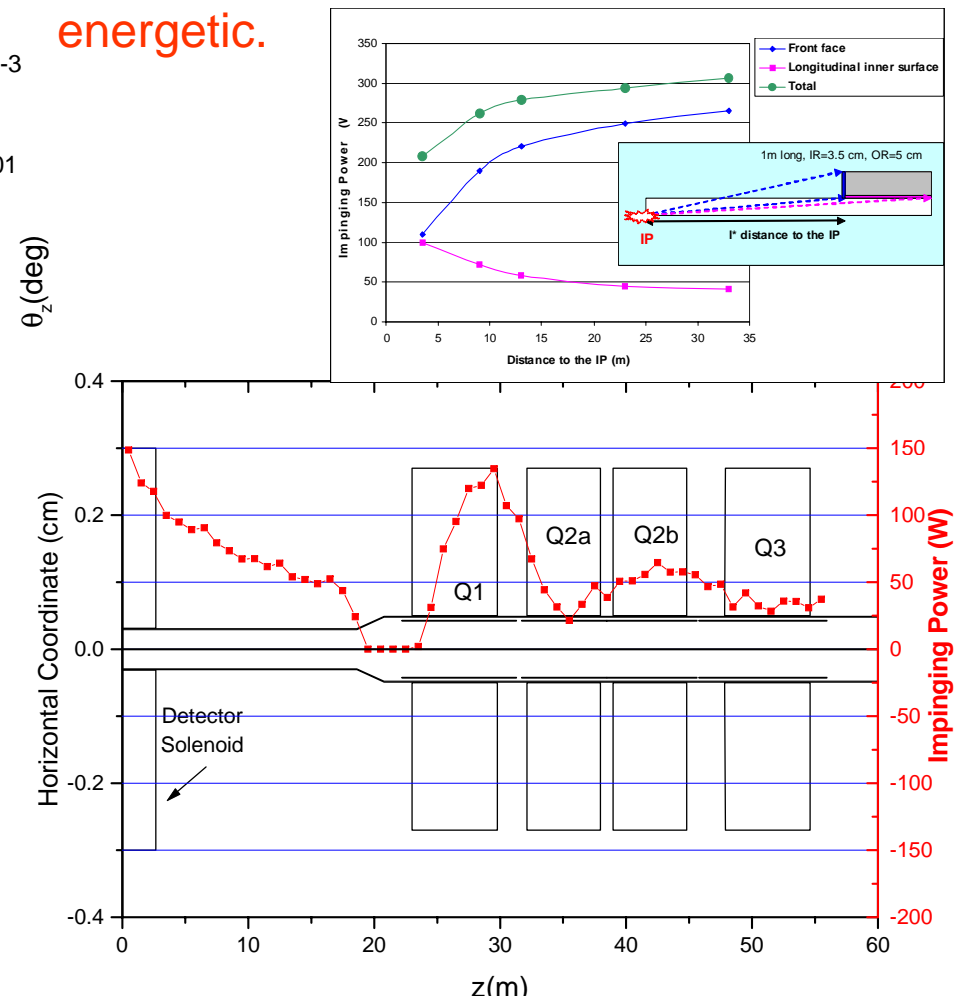 energetic.
-3
01
θz(deg)
350
300
250
200
150
100
50
0
0 5 10 15 20 25 30 35
Impinging Power (W
Distance to the IP (m)
Front face
Longitudinal inner surface
Total
1m long, IR=3.5 cm, OR=5 cm
IP
l* distance to the IP
0.4
0.2
0.0
-0.2
-0.4
Horizontal Coordinate (cm)
200
150
100
50
0
-50
-100
-150
-200
Impinging Power (W)
Q1
Q2a
Q2b
Q3
Detector
Solenoid
0 10 20 30 40 50 60
z(m)